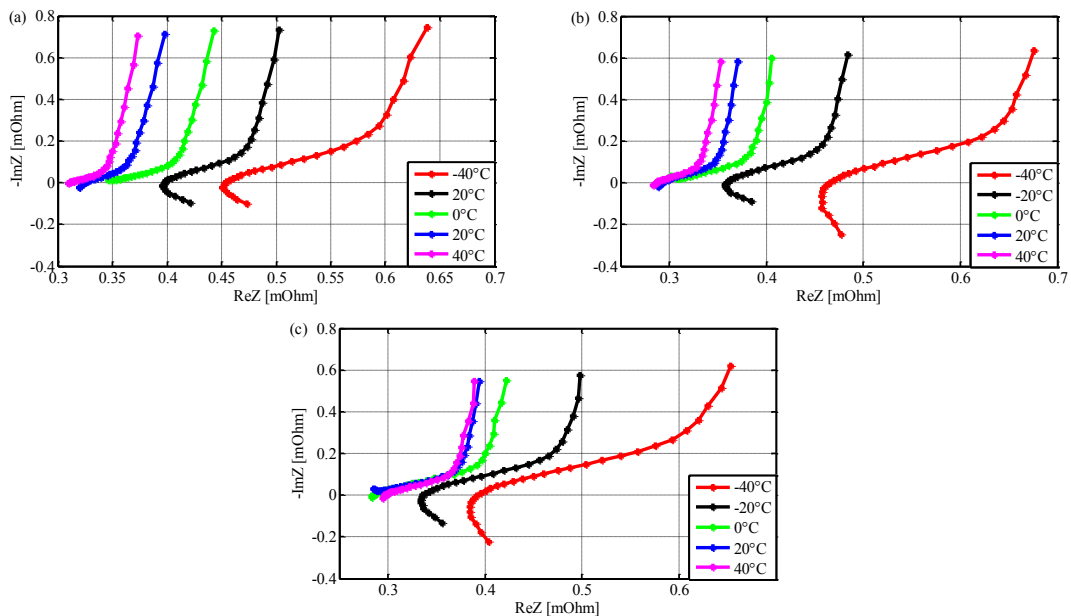 (a)
0.8
0.6
0.4
0.2
0
-0.2
-0.4
-ImZ [mOhm]
0.3 0.35 0.4 0.45 0.5 0.55 0.6 0.65 0.7
ReZ [mOhm]
-40°C
20°C
0°C
20°C
40°C
(b)
0.8
0.6
0.4
0.2
0
-0.2
-0.4
-ImZ [mOhm]
0.3 0.4 0.5 0.6 0.7
ReZ [mOhm]
-40°C
-20°C
0°C
20°C
40°C
(c)
0.8
0.6
0.4
0.2
0
-0.2
-0.4
-ImZ [mOhm]
0.3 0.4 0.5 0.6
ReZ [mOhm]
-40°C
-20°C
0°C
20°C
40°C